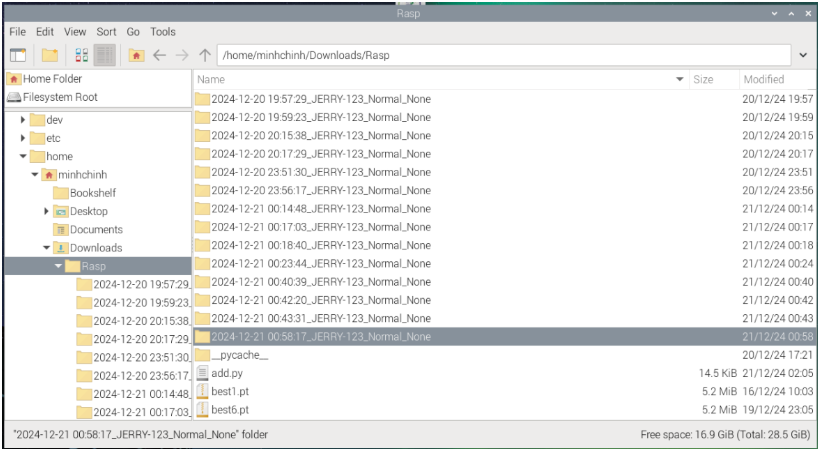 Rasp
File Edit View Sort Go Tools
/home/minhchinh/Downloads/Rasp
Home Folder
Filesystem Root
dev
etc
home
minhchinh
Bookshelf
Desktop
Documents
Downloads
Rasp
2024-12-20 19:57:29_
2024-12-20 19:59:23_
2024-12-20 20:15:38_
2024-12-20 20:17:29_
2024-12-20 23:51:30_
2024-12-20 23:56:17_
2024-12-21 00:14:48_
2024-12-21 00:17:03_
Name Size Modified
2024-12-20 19:57:29_JERRY-123_Normal_None 20/12/24 19:57
2024-12-20 19:59:23_JERRY-123_Normal_None 20/12/24 19:59
2024-12-20 20:15:38_JERRY-123_Normal_None 20/12/24 20:15
2024-12-20 20:17:29_JERRY-123_Normal_None 20/12/24 20:17
2024-12-20 23:51:30_JERRY-123_Normal_None 20/12/24 23:51
2024-12-20 23:56:17_JERRY-123_Normal_None 20/12/24 23:56
2024-12-21 00:14:48_JERRY-123_Normal_None 21/12/24 00:14
2024-12-21 00:17:03_JERRY-123_Normal_None 21/12/24 00:17
2024-12-21 00:18:40_JERRY-123_Normal_None 21/12/24 00:18
2024-12-21 00:23:44_JERRY-123_Normal_None 21/12/24 00:24
2024-12-21 00:40:39_JERRY-123_Normal_None 21/12/24 00:40
2024-12-21 00:42:20_JERRY-123_Normal_None 21/12/24 00:42
2024-12-21 00:43:31_JERRY-123_Normal_None 21/12/24 00:43
2024-12-21 00:58:17_JERRY-123_Normal_None 21/12/24 00:58
__pycache__ 20/12/24 17:21
add.py 14.5 KiB 21/12/24 02:05
best1.pt 5.2 MiB 16/12/24 10:03
best6.pt 5.2 MiB 19/12/24 23:05
"2024-12-21 00:58:17_JERRY-123_Normal_None" folder Free space: 16.9 GiB (Total: 28.5 GiB)